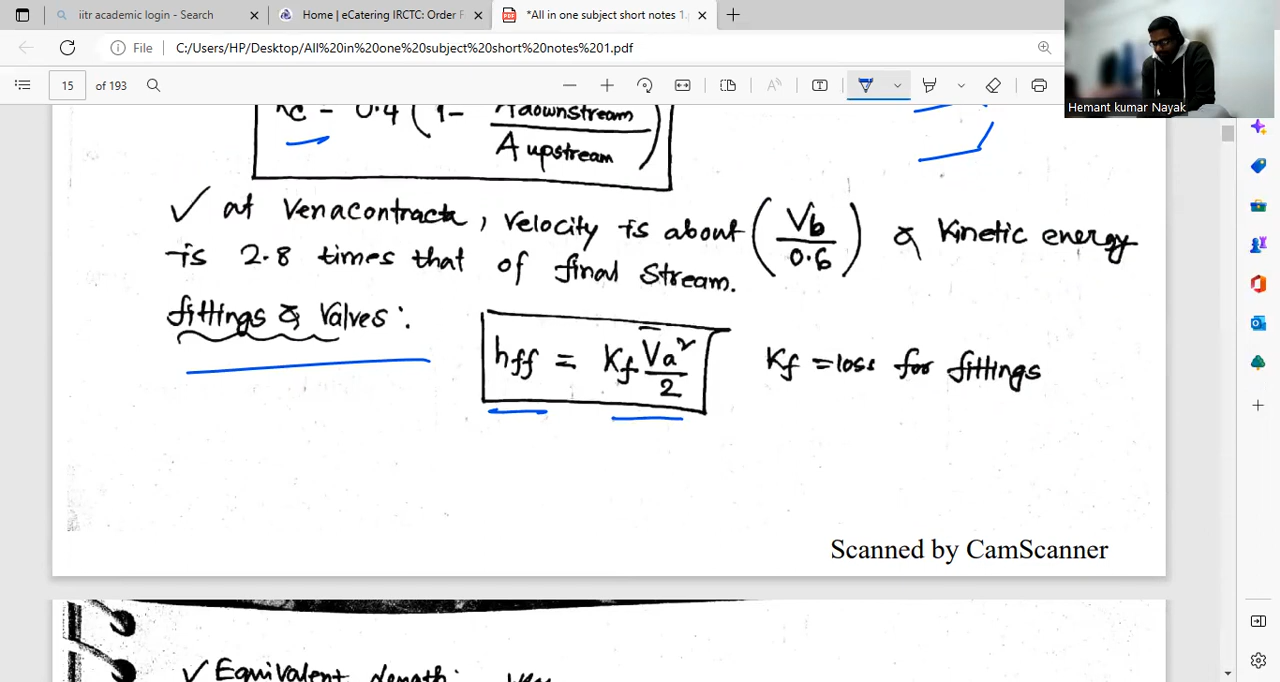 iitr academic login - Search
Home | eCatering IRCTC: Order F
*All in one subject short notes 1.p
File
C:/Users/HP/Desktop/All%20in%20one%20subject%20short%20notes%201.pdf
15 of 193
Hemant kumar Nayak
Kc = 0.4 (1- Adownstream
A upstream)
✓ at Venacontracta, Velocity is about (Vb/0.6) & Kinetic energy
is 2.8 times that of final Stream.
fittings & Valves:
hff = Kf V̅a²/2 Kf = loss for fittings
Scanned by CamScanner
✓ Equivalent length: